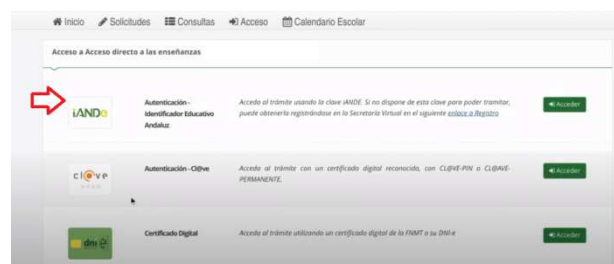 Inicio Solicitudes Consultas Acceso Calendario Escolar
Acceso a Acceso directo a las enseñanzas
iANDe
Autenticación -
Identificador Educativo
Andaluz
Acceda al trámite usando la clave iANDE. Si no dispone de esta clave para poder tramitar,
puede obtenerla registrándose en la Secretaría Virtual en el siguiente enlace a Registro
Acceder
cl@ve
Autenticación - Cl@ve
Acceda al trámite con un certificado digital reconocido, con CL@VE-PIN o CL@VE-
PERMANENTE.
Acceder
dni e
Certificado Digital
Acceda al trámite utilizando un certificado digital de la FNMT o su DNI-e
Acceder